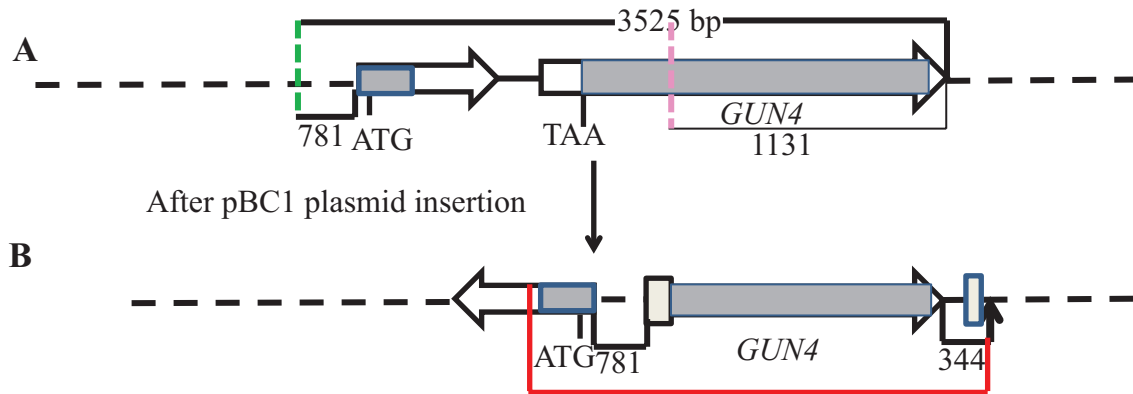 3525 bp
A
781
ATG
TAA
GUN4
1131
After pBC1 plasmid insertion
B
ATG
781
GUN4
344